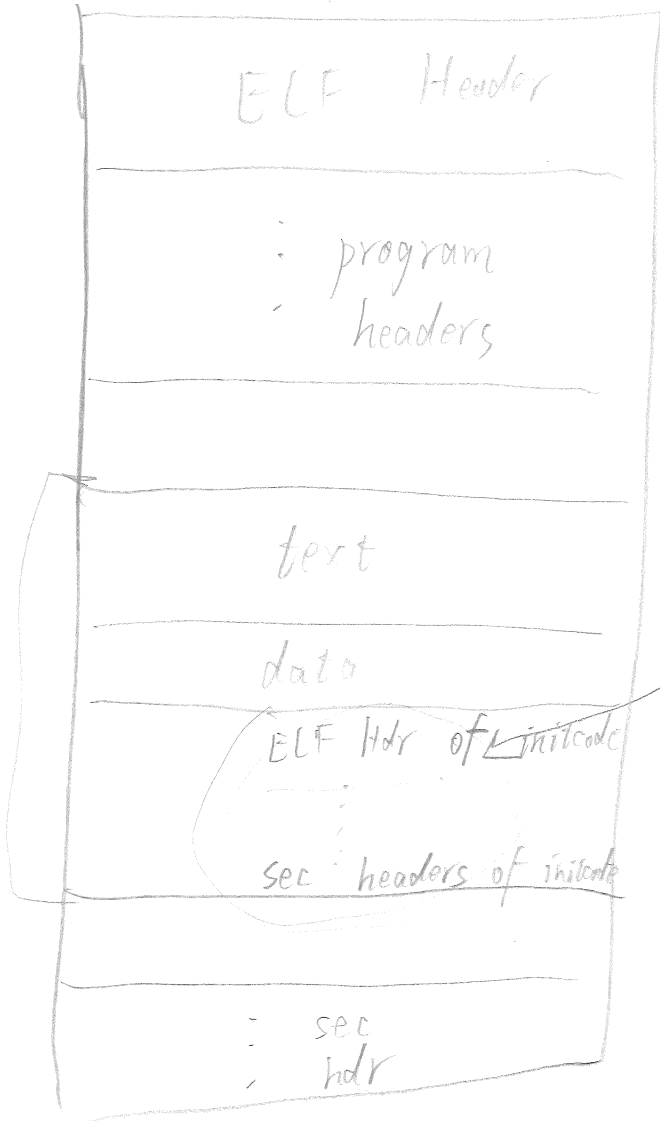 ELF Header
program
headers
text
data
ELF Hdr of initcode
sec headers of initcode
sec
hdr